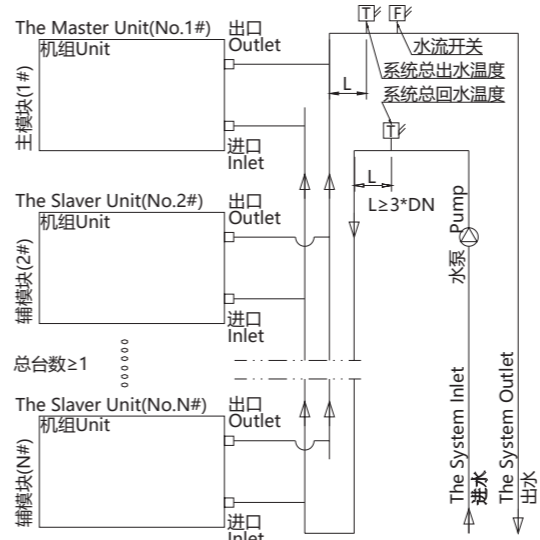 The Master Unit(No.1#)
出口
Outlet
机组Unit
主模块(1#)
进口
Inlet
T
F
水流开关
系统总出水温度
系统总回水温度
L
T
L
L≥3*DN
The Slaver Unit(No.2#)
出口
Outlet
机组Unit
辅模块(2#)
进口
Inlet
水泵 Pump
总台数≥1
The Slaver Unit(No.N#)
出口
Outlet
机组Unit
辅模块(N#)
进口
Inlet
The System Inlet
进水
The System Outlet
出水